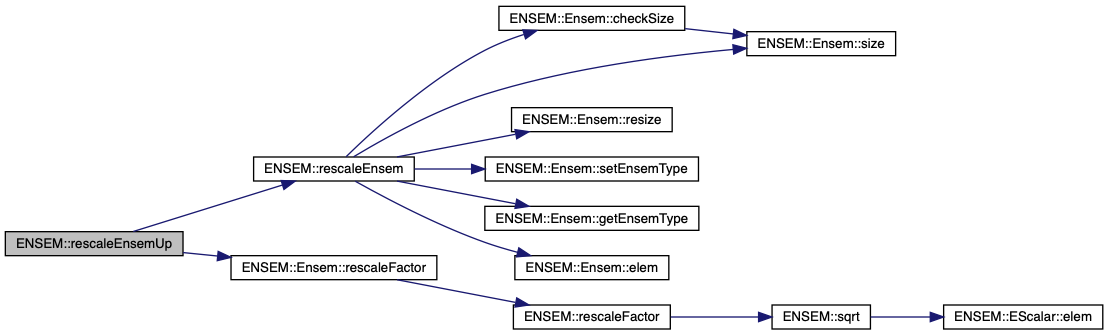 ENSEM::Ensem::checkSize
ENSEM::Ensem::size
ENSEM::Ensem::resize
ENSEM::rescaleEnsem
ENSEM::Ensem::setEnsemType
ENSEM::Ensem::getEnsemType
ENSEM::rescaleEnsemUp
ENSEM::Ensem::rescaleFactor
ENSEM::Ensem::elem
ENSEM::rescaleFactor
ENSEM::sqrt
ENSEM::EScalar::elem